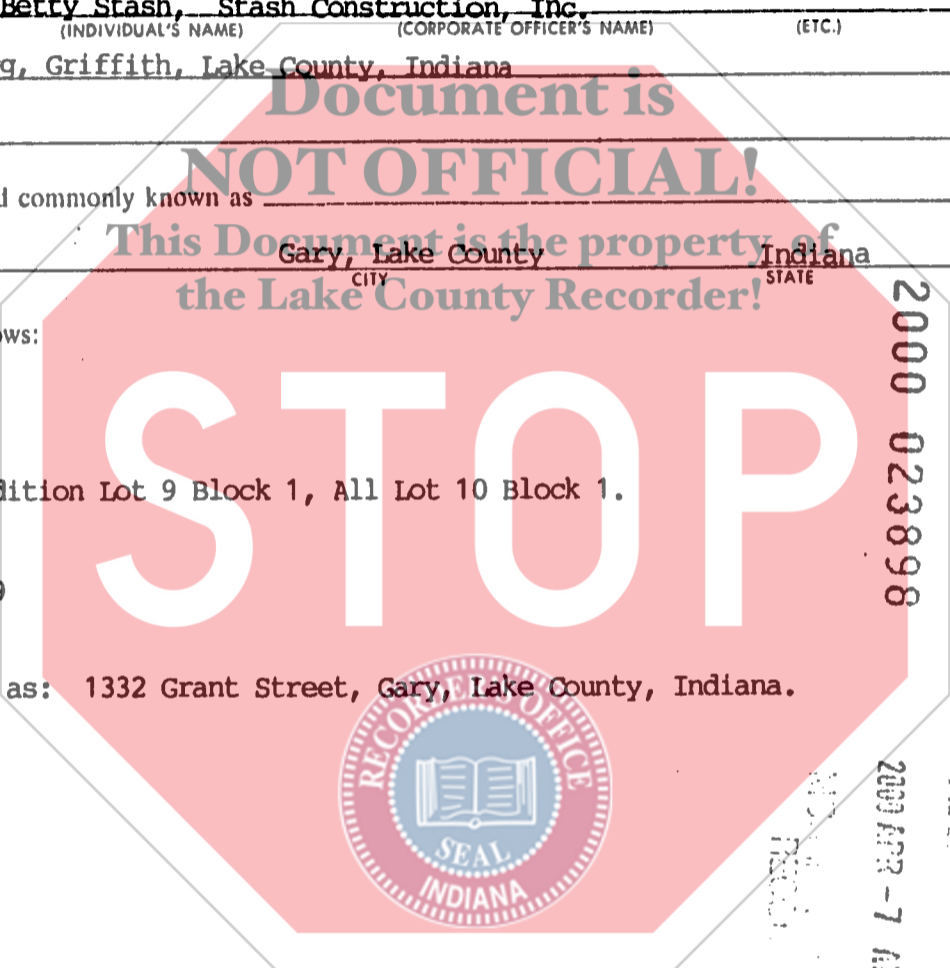 Betty Stash, Stash Construction, Inc.
(INDIVIDUAL'S NAME) (CORPORATE OFFICER'S NAME) (ETC.)
g, Griffith, Lake County, Indiana
Document is
NOT OFFICIAL!
d commonly known as
This Document is the property of
Gary, Lake County Indiana
CITY STATE
the Lake County Recorder!
ows:
STOP
dition Lot 9 Block 1, All Lot 10 Block 1.
9
as: 1332 Grant Street, Gary, Lake County, Indiana.
RECORDER'S OFFICE
SEAL
INDIANA
2000 023898
2000 APR -7